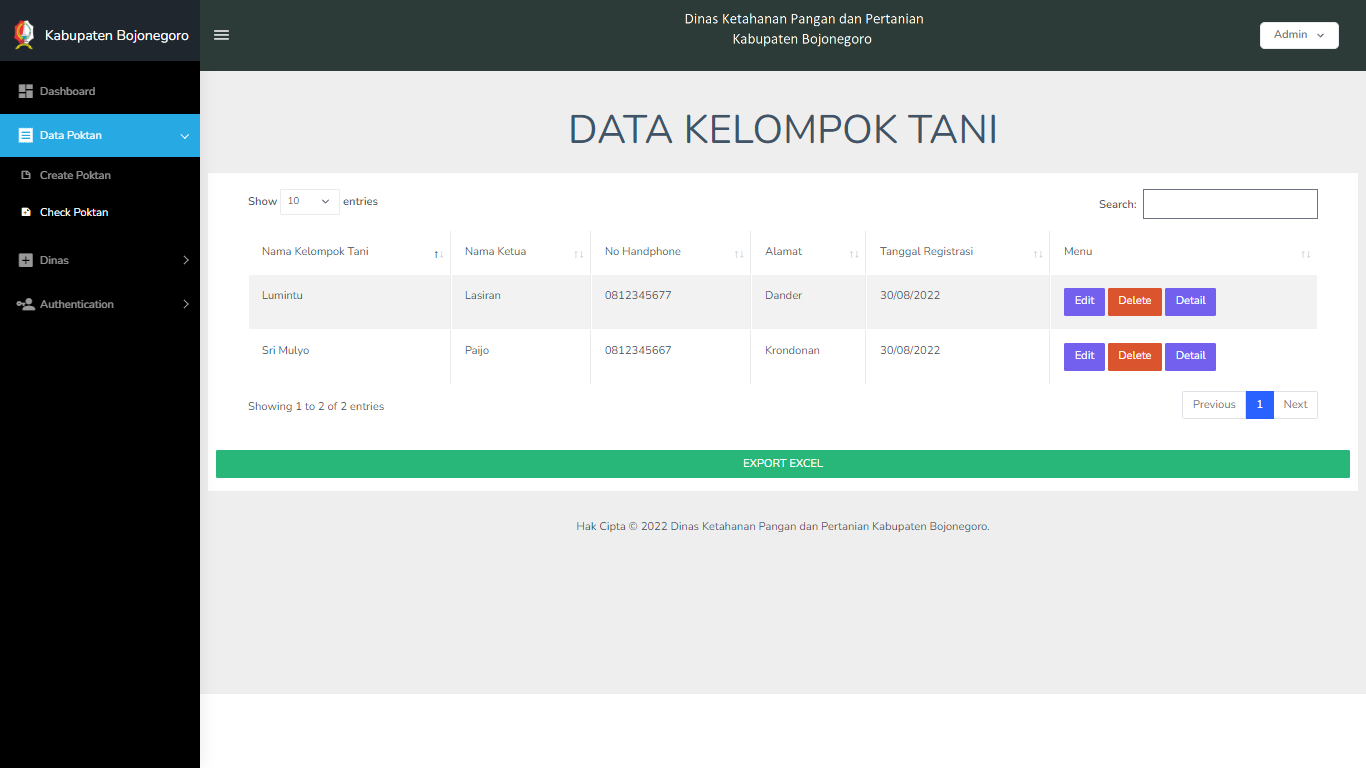 Kabupaten Bojonegoro
Dinas Ketahanan Pangan dan Pertanian
Kabupaten Bojonegoro
Admin
Dashboard
Data Poktan
Create Poktan
Check Poktan
Dinas
Authentication
DATA KELOMPOK TANI
Show 10 entries
Search:
Nama Kelompok Tani Nama Ketua No Handphone Alamat Tanggal Registrasi Menu
Lumintu Lasiran 0812345677 Dander 30/08/2022 Edit Delete Detail
Sri Mulyo Paijo 0812345667 Krondonan 30/08/2022 Edit Delete Detail
Showing 1 to 2 of 2 entries
Previous 1 Next
EXPORT EXCEL
Hak Cipta © 2022 Dinas Ketahanan Pangan dan Pertanian Kabupaten Bojonegoro.